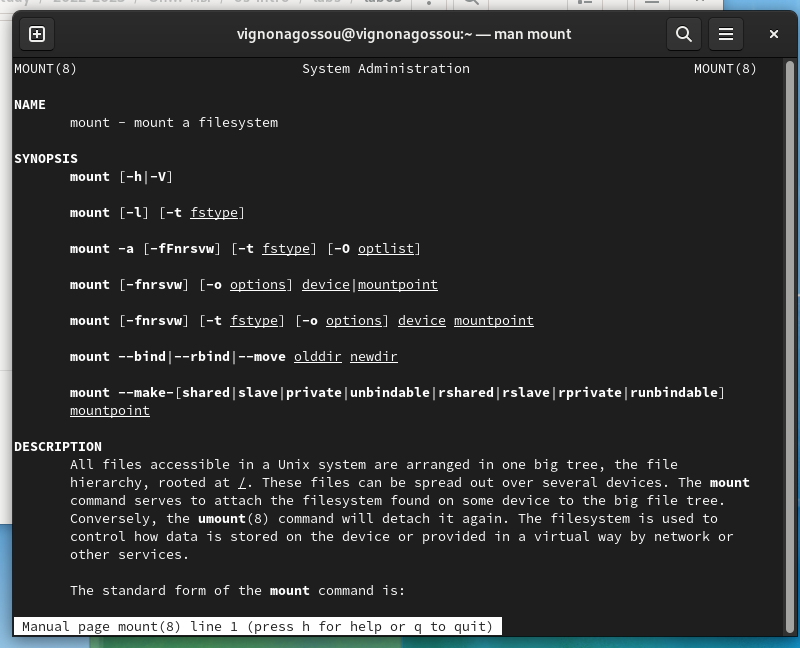 vignonagossou@vignonagossou:~ — man mount
MOUNT(8) System Administration MOUNT(8)
NAME
mount - mount a filesystem
SYNOPSIS
mount [-h|-V]
mount [-l] [-t fstype]
mount -a [-fFnrsvw] [-t fstype] [-O optlist]
mount [-fnrsvw] [-o options] device|mountpoint
mount [-fnrsvw] [-t fstype] [-o options] device mountpoint
mount --bind|--rbind|--move olddir newdir
mount --make-[shared|slave|private|unbindable|rshared|rslave|rprivate|runbindable]
mountpoint
DESCRIPTION
All files accessible in a Unix system are arranged in one big tree, the file
hierarchy, rooted at /. These files can be spread out over several devices. The mount
command serves to attach the filesystem found on some device to the big file tree.
Conversely, the umount(8) command will detach it again. The filesystem is used to
control how data is stored on the device or provided in a virtual way by network or
other services.
The standard form of the mount command is:
Manual page mount(8) line 1 (press h for help or q to quit)